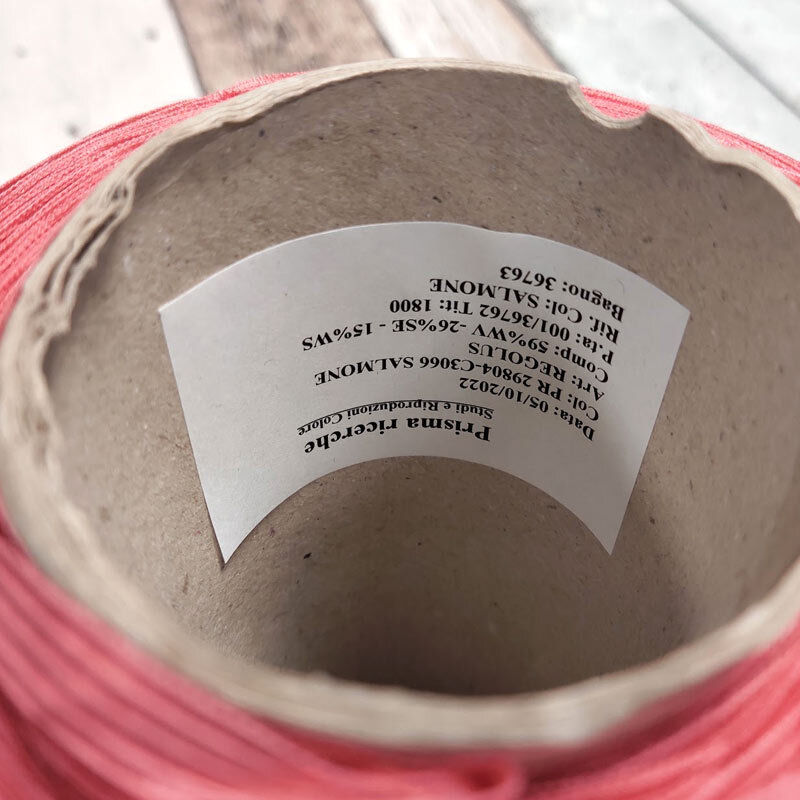 Prisma ricerche
Studi e Riproduzioni Colore
Data: 05/10/2022
Col: PR 29804-C3066 SALMONE
Art: REGOLUS
Comp: 59%WV -26%SE - 15%WS
P.ta: 001/36762 Tit: 1800
Rif. Col: SALMONE
Bagno: 36763